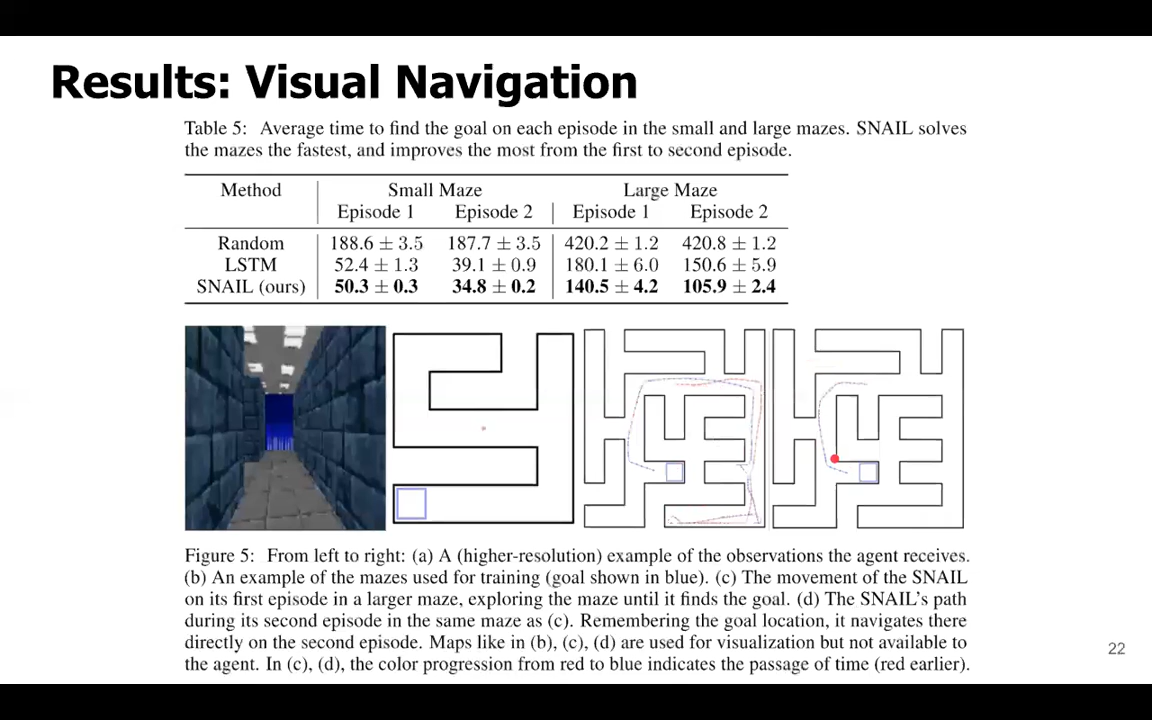 Results: Visual Navigation
Table 5: Average time to find the goal on each episode in the small and large mazes. SNAIL solves
the mazes the fastest, and improves the most from the first to second episode.
Method Small Maze Large Maze
Episode 1 Episode 2 Episode 1 Episode 2
Random 188.6 ± 3.5 187.7 ± 3.5 420.2 ± 1.2 420.8 ± 1.2
LSTM 52.4 ± 1.3 39.1 ± 0.9 180.1 ± 6.0 150.6 ± 5.9
SNAIL (ours) 50.3 ± 0.3 34.8 ± 0.2 140.5 ± 4.2 105.9 ± 2.4
Figure 5: From left to right: (a) A (higher-resolution) example of the observations the agent receives.
(b) An example of the mazes used for training (goal shown in blue). (c) The movement of the SNAIL
on its first episode in a larger maze, exploring the maze until it finds the goal. (d) The SNAIL's path
during its second episode in the same maze as (c). Remembering the goal location, it navigates there
directly on the second episode. Maps like in (b), (c), (d) are used for visualization but not available to
the agent. In (c), (d), the color progression from red to blue indicates the passage of time (red earlier).
22